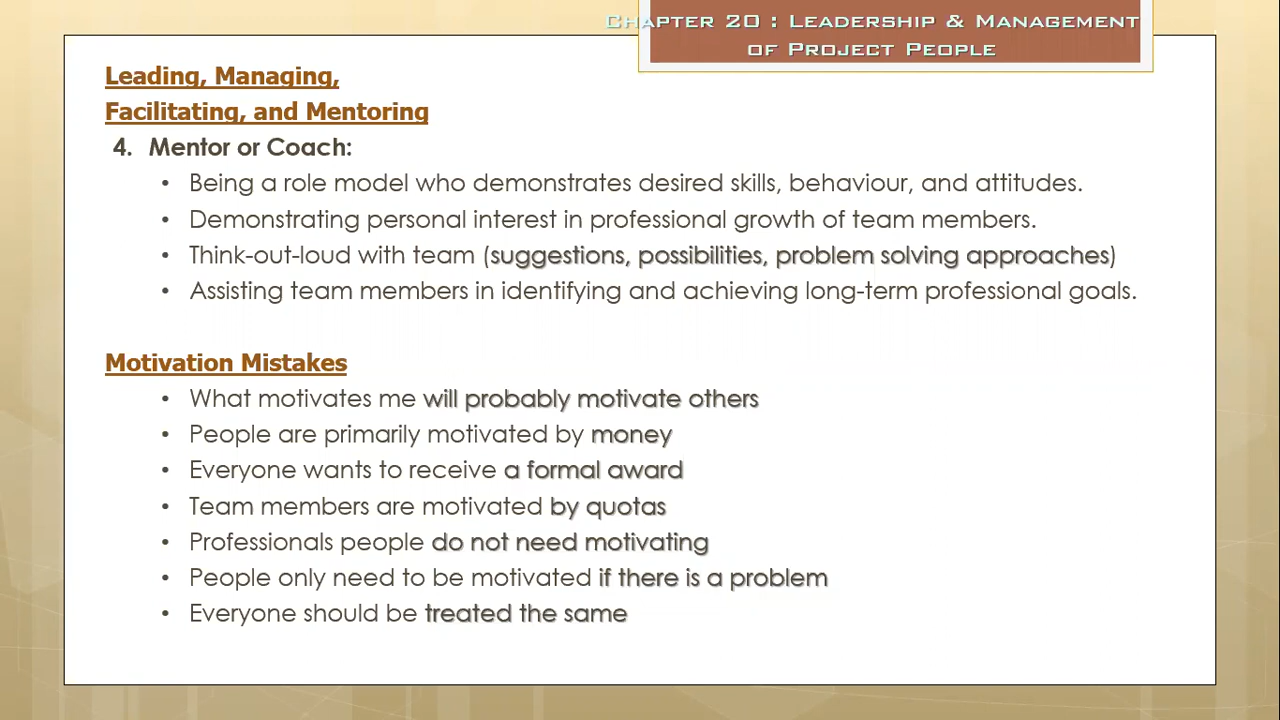 Chapter 20 : Leadership & Management
of Project People
Leading, Managing,
Facilitating, and Mentoring
4. Mentor or Coach:
• Being a role model who demonstrates desired skills, behaviour, and attitudes.
• Demonstrating personal interest in professional growth of team members.
• Think-out-loud with team (suggestions, possibilities, problem solving approaches)
• Assisting team members in identifying and achieving long-term professional goals.
Motivation Mistakes
• What motivates me will probably motivate others
• People are primarily motivated by money
• Everyone wants to receive a formal award
• Team members are motivated by quotas
• Professionals people do not need motivating
• People only need to be motivated if there is a problem
• Everyone should be treated the same